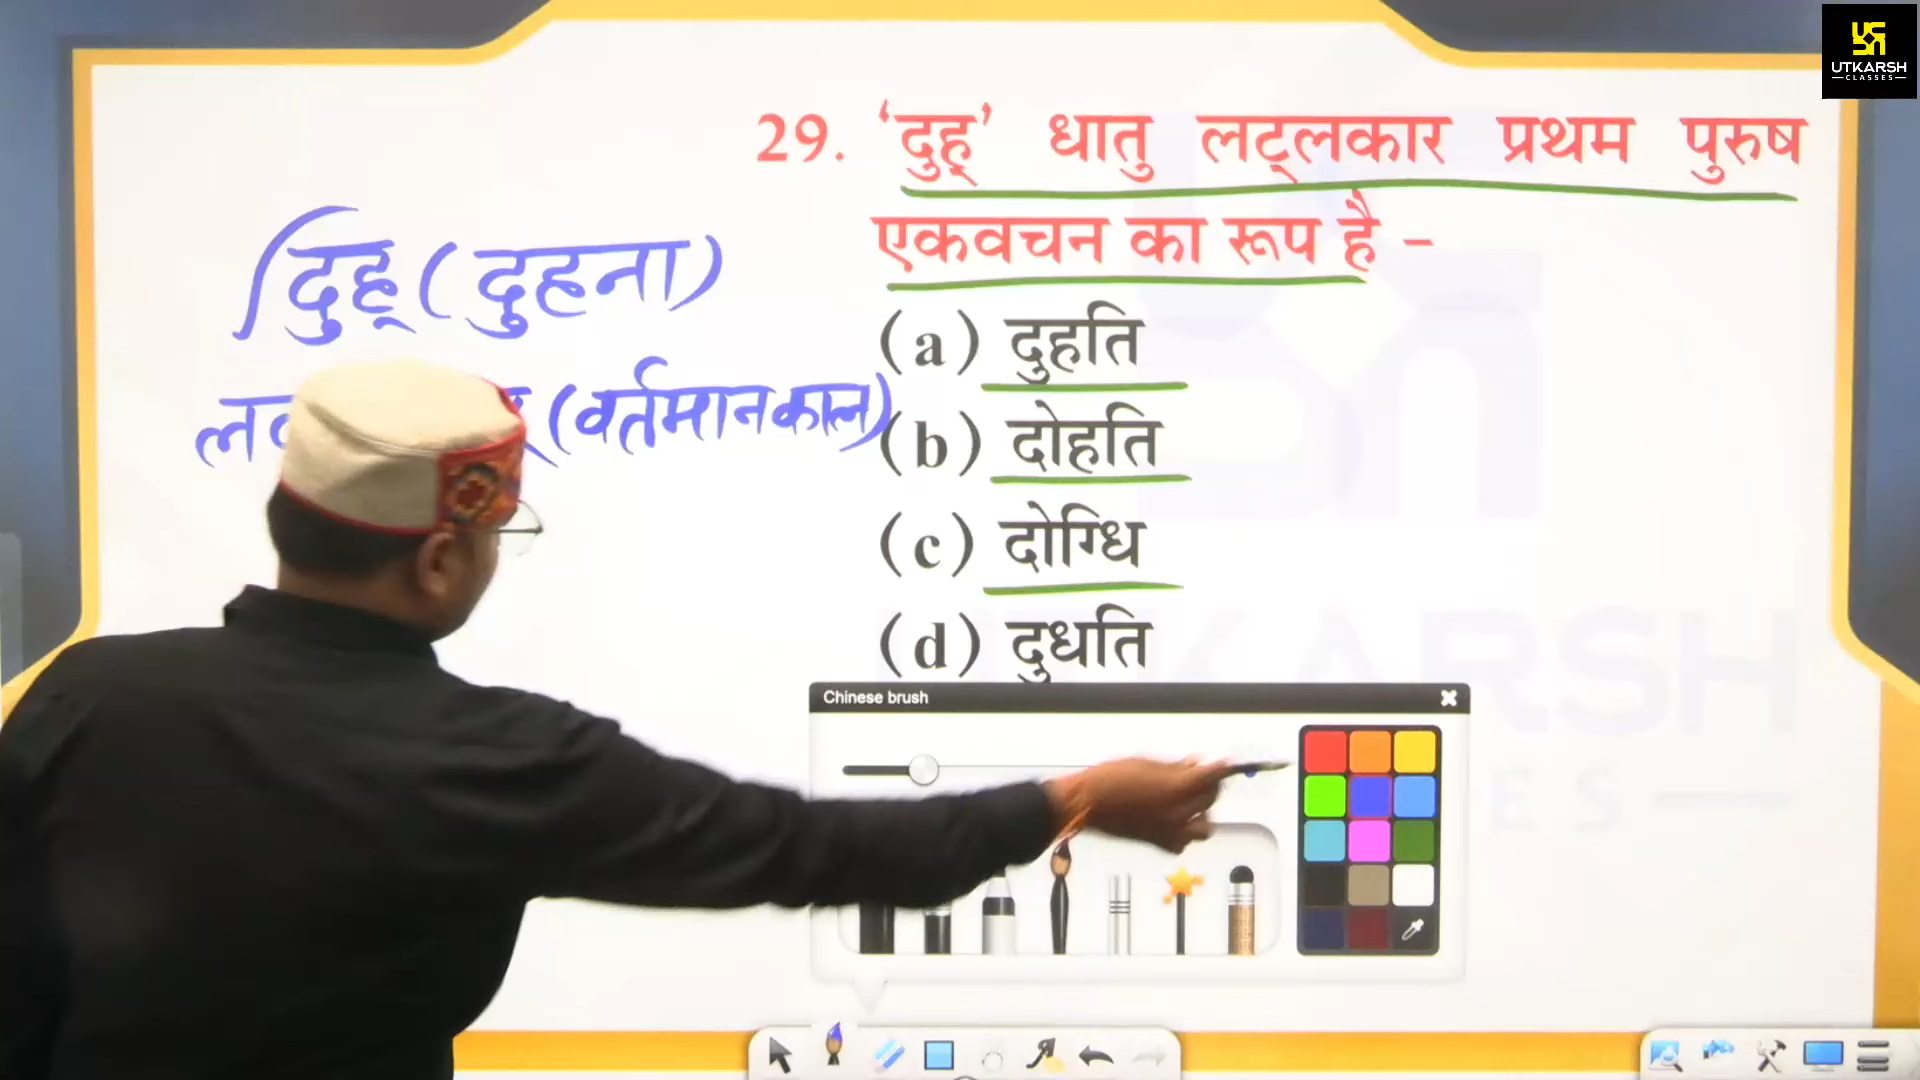 UTKARSH
CLASSES
29. ‘दुह्’ धातु लट्लकार प्रथम पुरुष
एकवचन का रूप है –
(a) दुहति
(b) दोहति
(c) दोग्धि
(d) दुधति
दुह् (दुहना)
(वर्तमानकाल)
Chinese brush